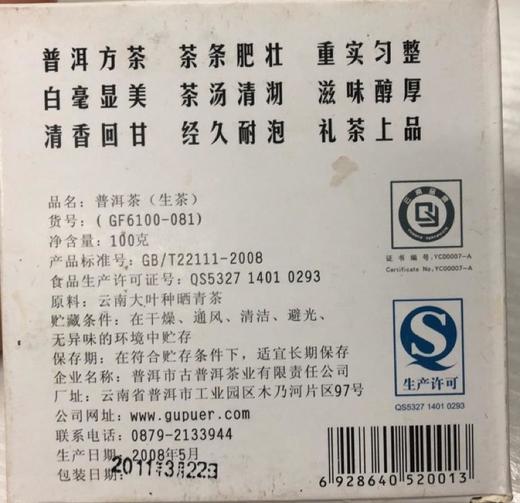 普洱方茶 茶条肥壮 重实匀整
白毫显美 茶汤清沏 滋味醇厚
清香回甘 经久耐泡 礼茶上品
品名：普洱茶（生茶）
货号：（GF6100-081）
净含量：100克
产品标准号：GB/T22111-2008
食品生产许可证号：QS5327 1401 0293
原料：云南大叶种晒青茶
贮藏条件：在干燥、通风、清洁、避光、
无异味的环境中贮存
保存期：在符合贮存条件下，适宜长期保存
企业名称：普洱市古普洱茶业有限公司
厂址：云南省普洱市工业园区木乃河片区97号
公司网址：www.gupuer.com
联系电话：0879-2133944
生产日期：2008年5月
包装日期：2011年3月22日
证书编号：YC00007-A
Certificate No.YC00007-A
QS
生产许可
QS5327 1401 0293
6 928640 520013